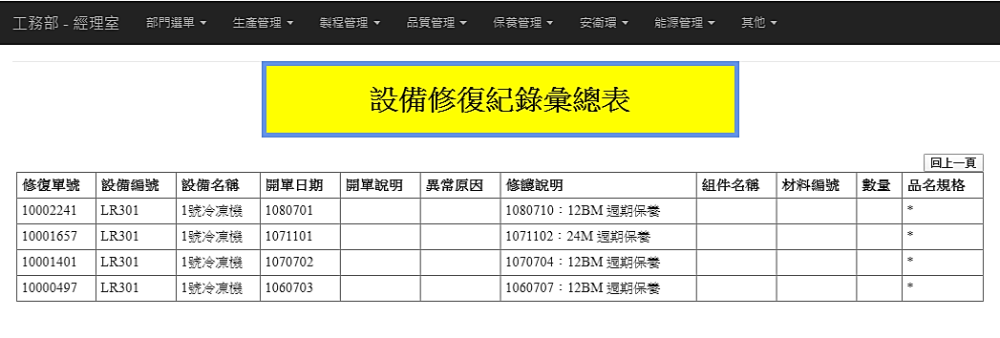 工務部 - 經理室 部門選單 生產管理 製程管理 品質管理 保養管理 安衛環 能源管理 其他
設備修復紀錄彙總表
回上一頁
修復單號 設備編號 設備名稱 開單日期 開單說明 異常原因 修護說明 組件名稱 材料編號 數量 品名規格
10002241 LR301 1號冷凍機 1080701 1080710：12BM 週期保養 *
10001657 LR301 1號冷凍機 1071101 1071102：24M 週期保養 *
10001401 LR301 1號冷凍機 1070702 1070704：12BM 週期保養 *
10000497 LR301 1號冷凍機 1060703 1060707：12BM 週期保養 *